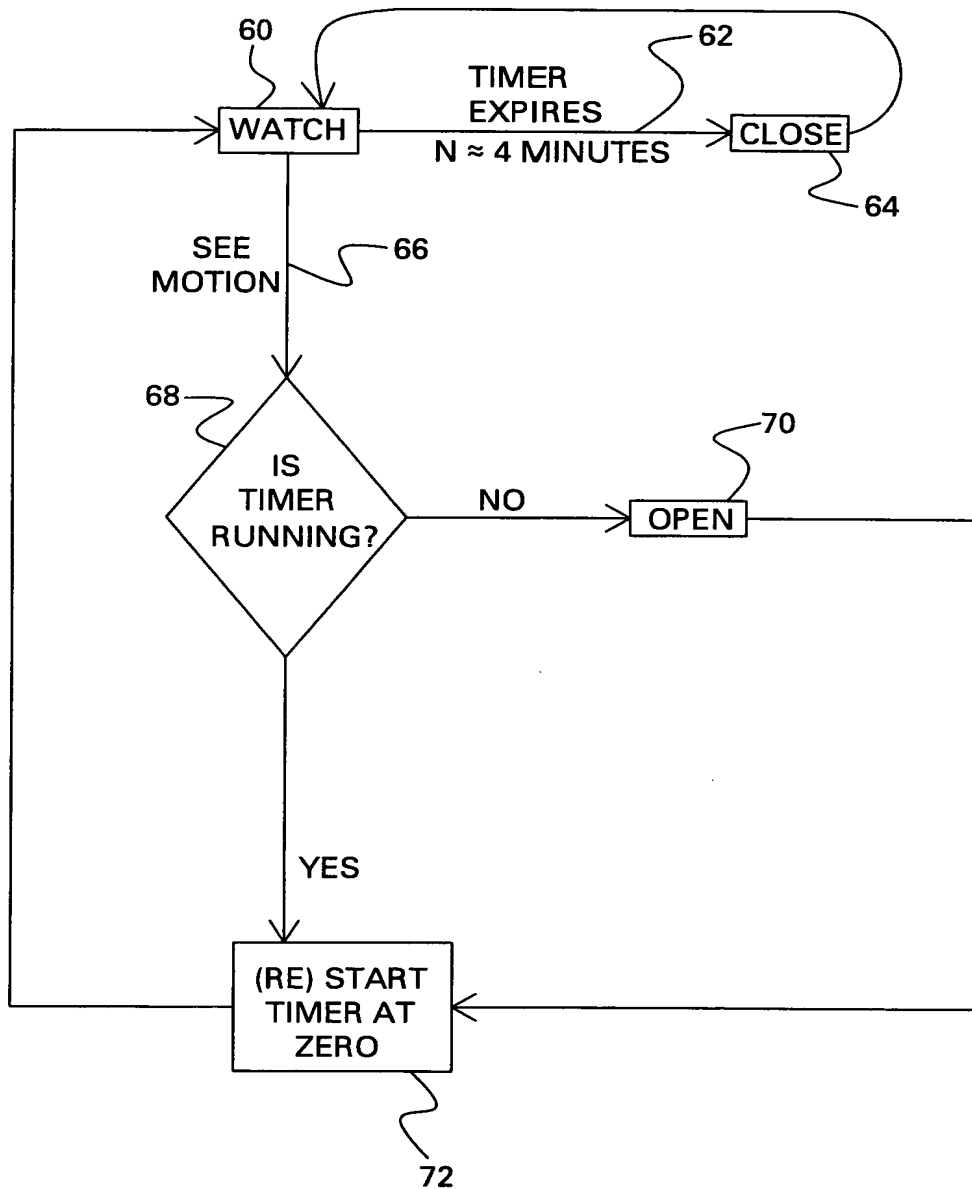 60
62
TIMER
EXPIRES
WATCH
CLOSE
N ≈ 4 MINUTES
64
SEE
MOTION
66
68
70
IS
TIMER
RUNNING?
NO
OPEN
YES
(RE) START
TIMER AT
ZERO
72